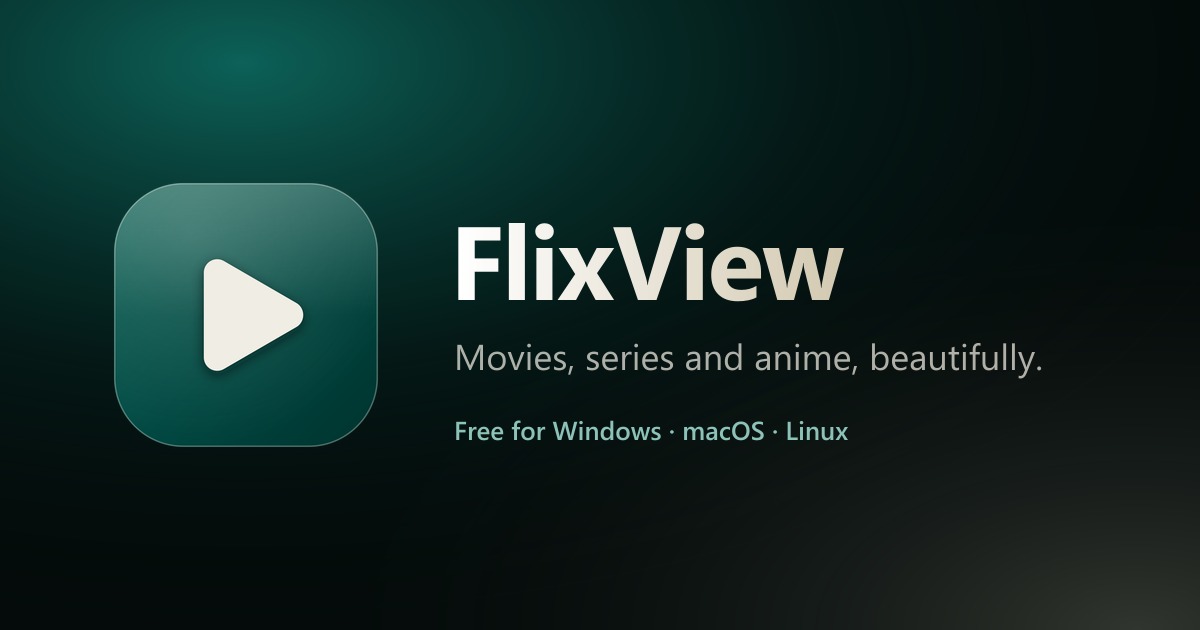 FlixView
Movies, series and anime, beautifully.
Free for Windows · macOS · Linux